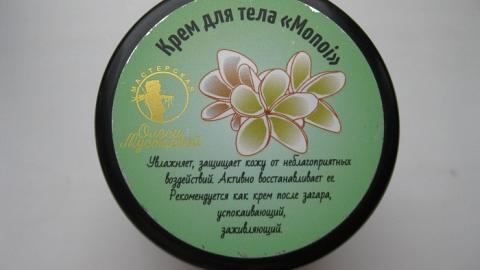 Крем для тела «Monoi»
МАСТЕРСКАЯ
Олеси Мустаевой
Увлажняет, защищает кожу от неблагоприятных
воздействий. Активно восстанавливает ее.
Рекомендуется как крем после загара,
успокаивающий,
заживляющий.